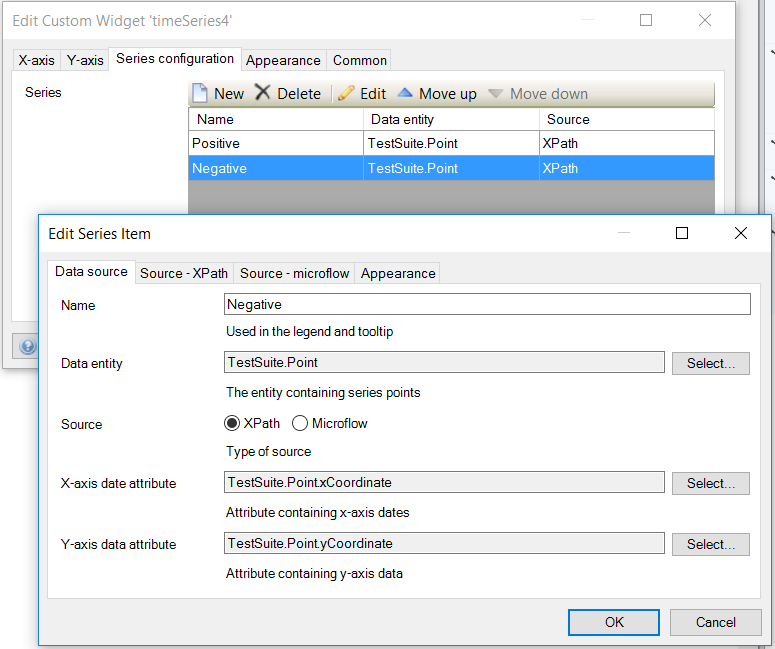 Edit Custom Widget 'timeSeries4'
X-axis Y-axis Series configuration Appearance Common
Series
New Delete Edit Move up Move down
Name Data entity Source
Positive TestSuite.Point XPath
Negative TestSuite.Point XPath
Edit Series Item
Data source Source - XPath Source - microflow Appearance
Name Negative
Used in the legend and tooltip
Data entity TestSuite.Point Select...
The entity containing series points
Source XPath Microflow
Type of source
X-axis date attribute TestSuite.Point.xCoordinate Select...
Attribute containing x-axis dates
Y-axis data attribute TestSuite.Point.yCoordinate Select...
Attribute containing y-axis data
OK Cancel